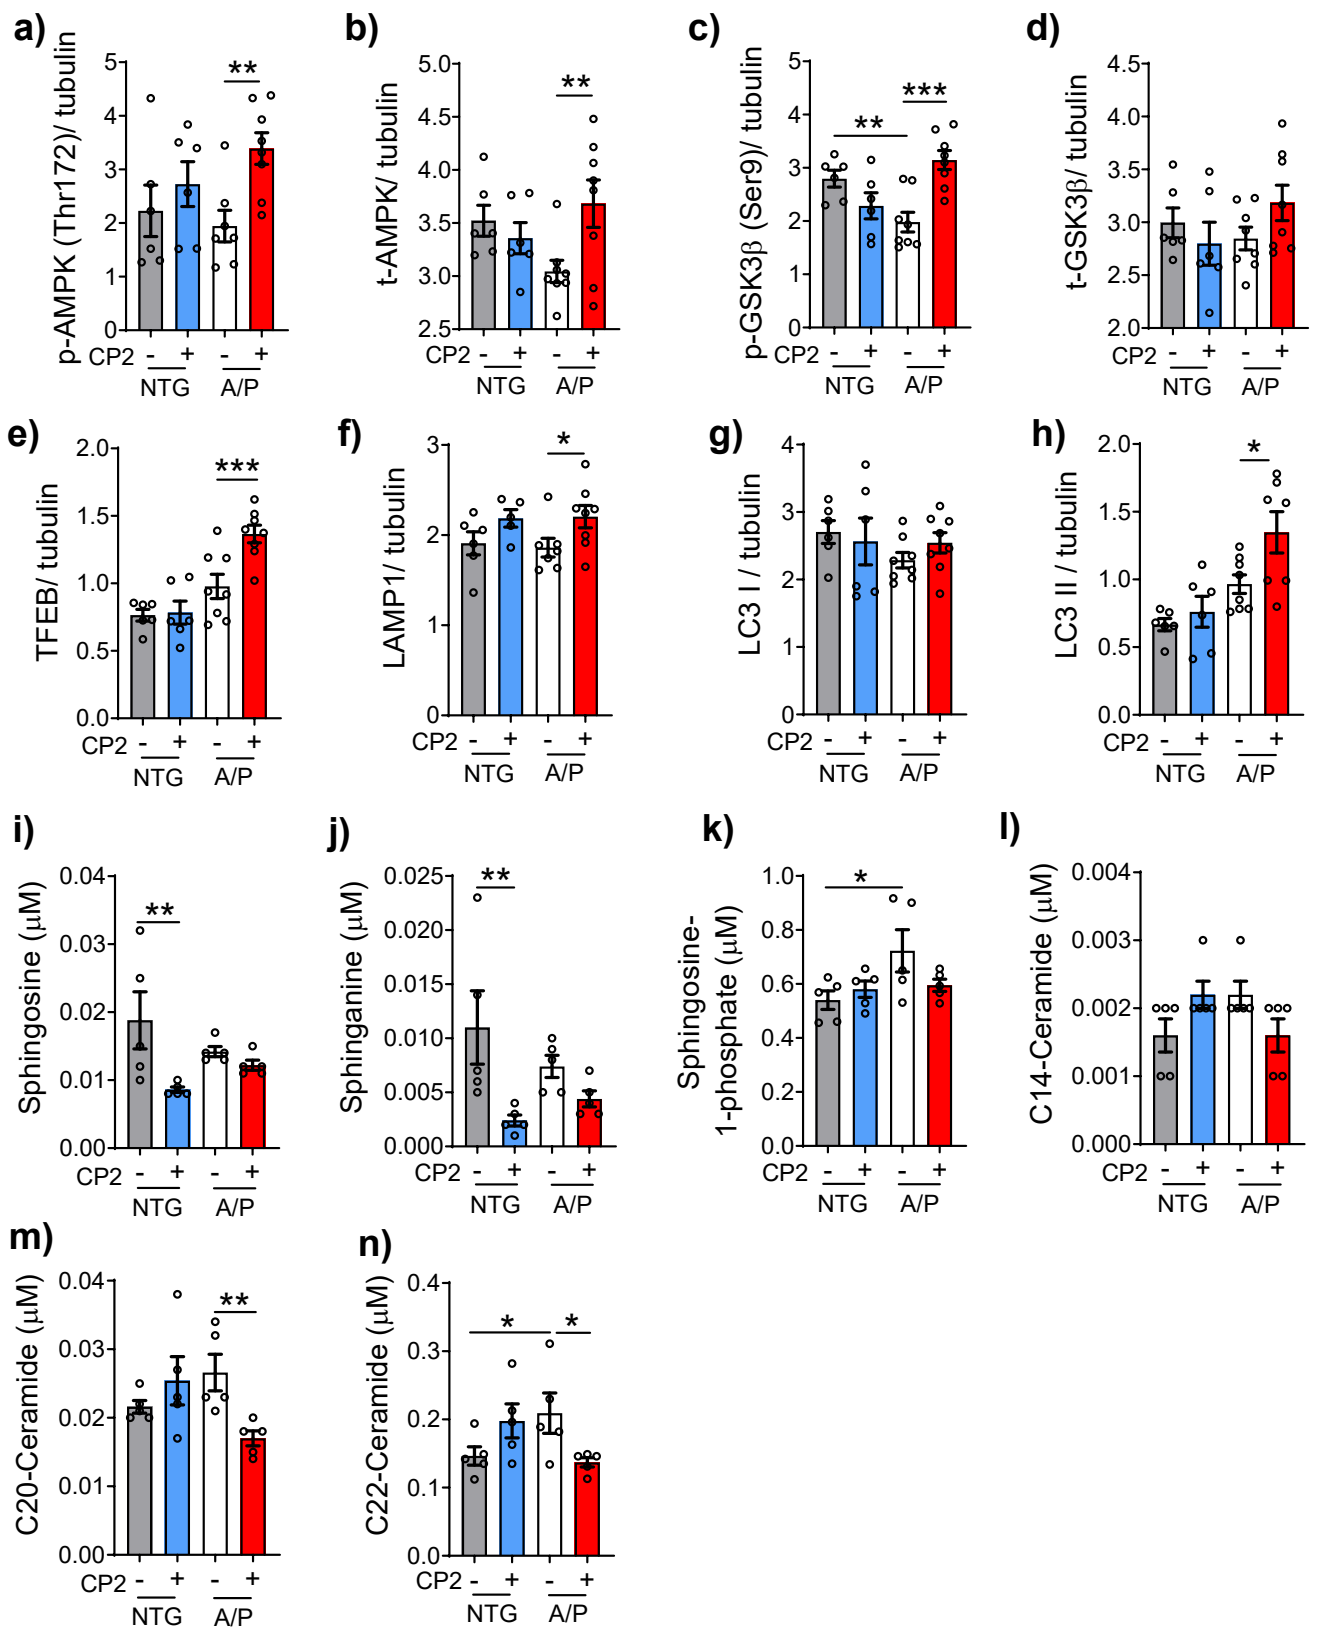 a)
p-AMPK (Thr172)/ tubulin
5
4
3
2
1
0
**
CP2 - + - +
NTG A/P
b)
t-AMPK/ tubulin
5.0
4.5
4.0
3.5
3.0
2.5
**
CP2 - + - +
NTG A/P
c)
p-GSK3β (Ser9)/ tubulin
5
4
3
2
1
0
** ***
CP2 - + - +
NTG A/P
d)
t-GSK3β/ tubulin
4.5
4.0
3.5
3.0
2.5
2.0
CP2 - + - +
NTG A/P
e)
TFEB/ tubulin
2.0
1.5
1.0
0.5
0.0
***
CP2 - + - +
NTG A/P
f)
LAMP1/ tubulin
3
2
1
0
*
CP2 - + - +
NTG A/P
g)
LC3 I / tubulin
4
3
2
1
0
CP2 - + - +
NTG A/P
h)
LC3 II / tubulin
2.0
1.5
1.0
0.5
0.0
*
CP2 - + - +
NTG A/P
i)
Sphingosine (μM)
0.04
0.03
0.02
0.01
0.00
**
CP2 - + - +
NTG A/P
j)
Sphinganine (μM)
0.025
0.020
0.015
0.010
0.005
0.000
**
CP2 - + - +
NTG A/P
k)
Sphingosine-
1-phosphate (μM)
1.0
0.8
0.6
0.4
0.2
0.0
*
CP2 - + - +
NTG A/P
l)
C14-Ceramide (μM)
0.004
0.003
0.002
0.001
0.000
CP2 - + - +
NTG A/P
m)
C20-Ceramide (μM)
0.04
0.03
0.02
0.01
0.00
**
CP2 - + - +
NTG A/P
n)
C22-Ceramide (μM)
0.4
0.3
0.2
0.1
0.0
* *
CP2 - + - +
NTG A/P